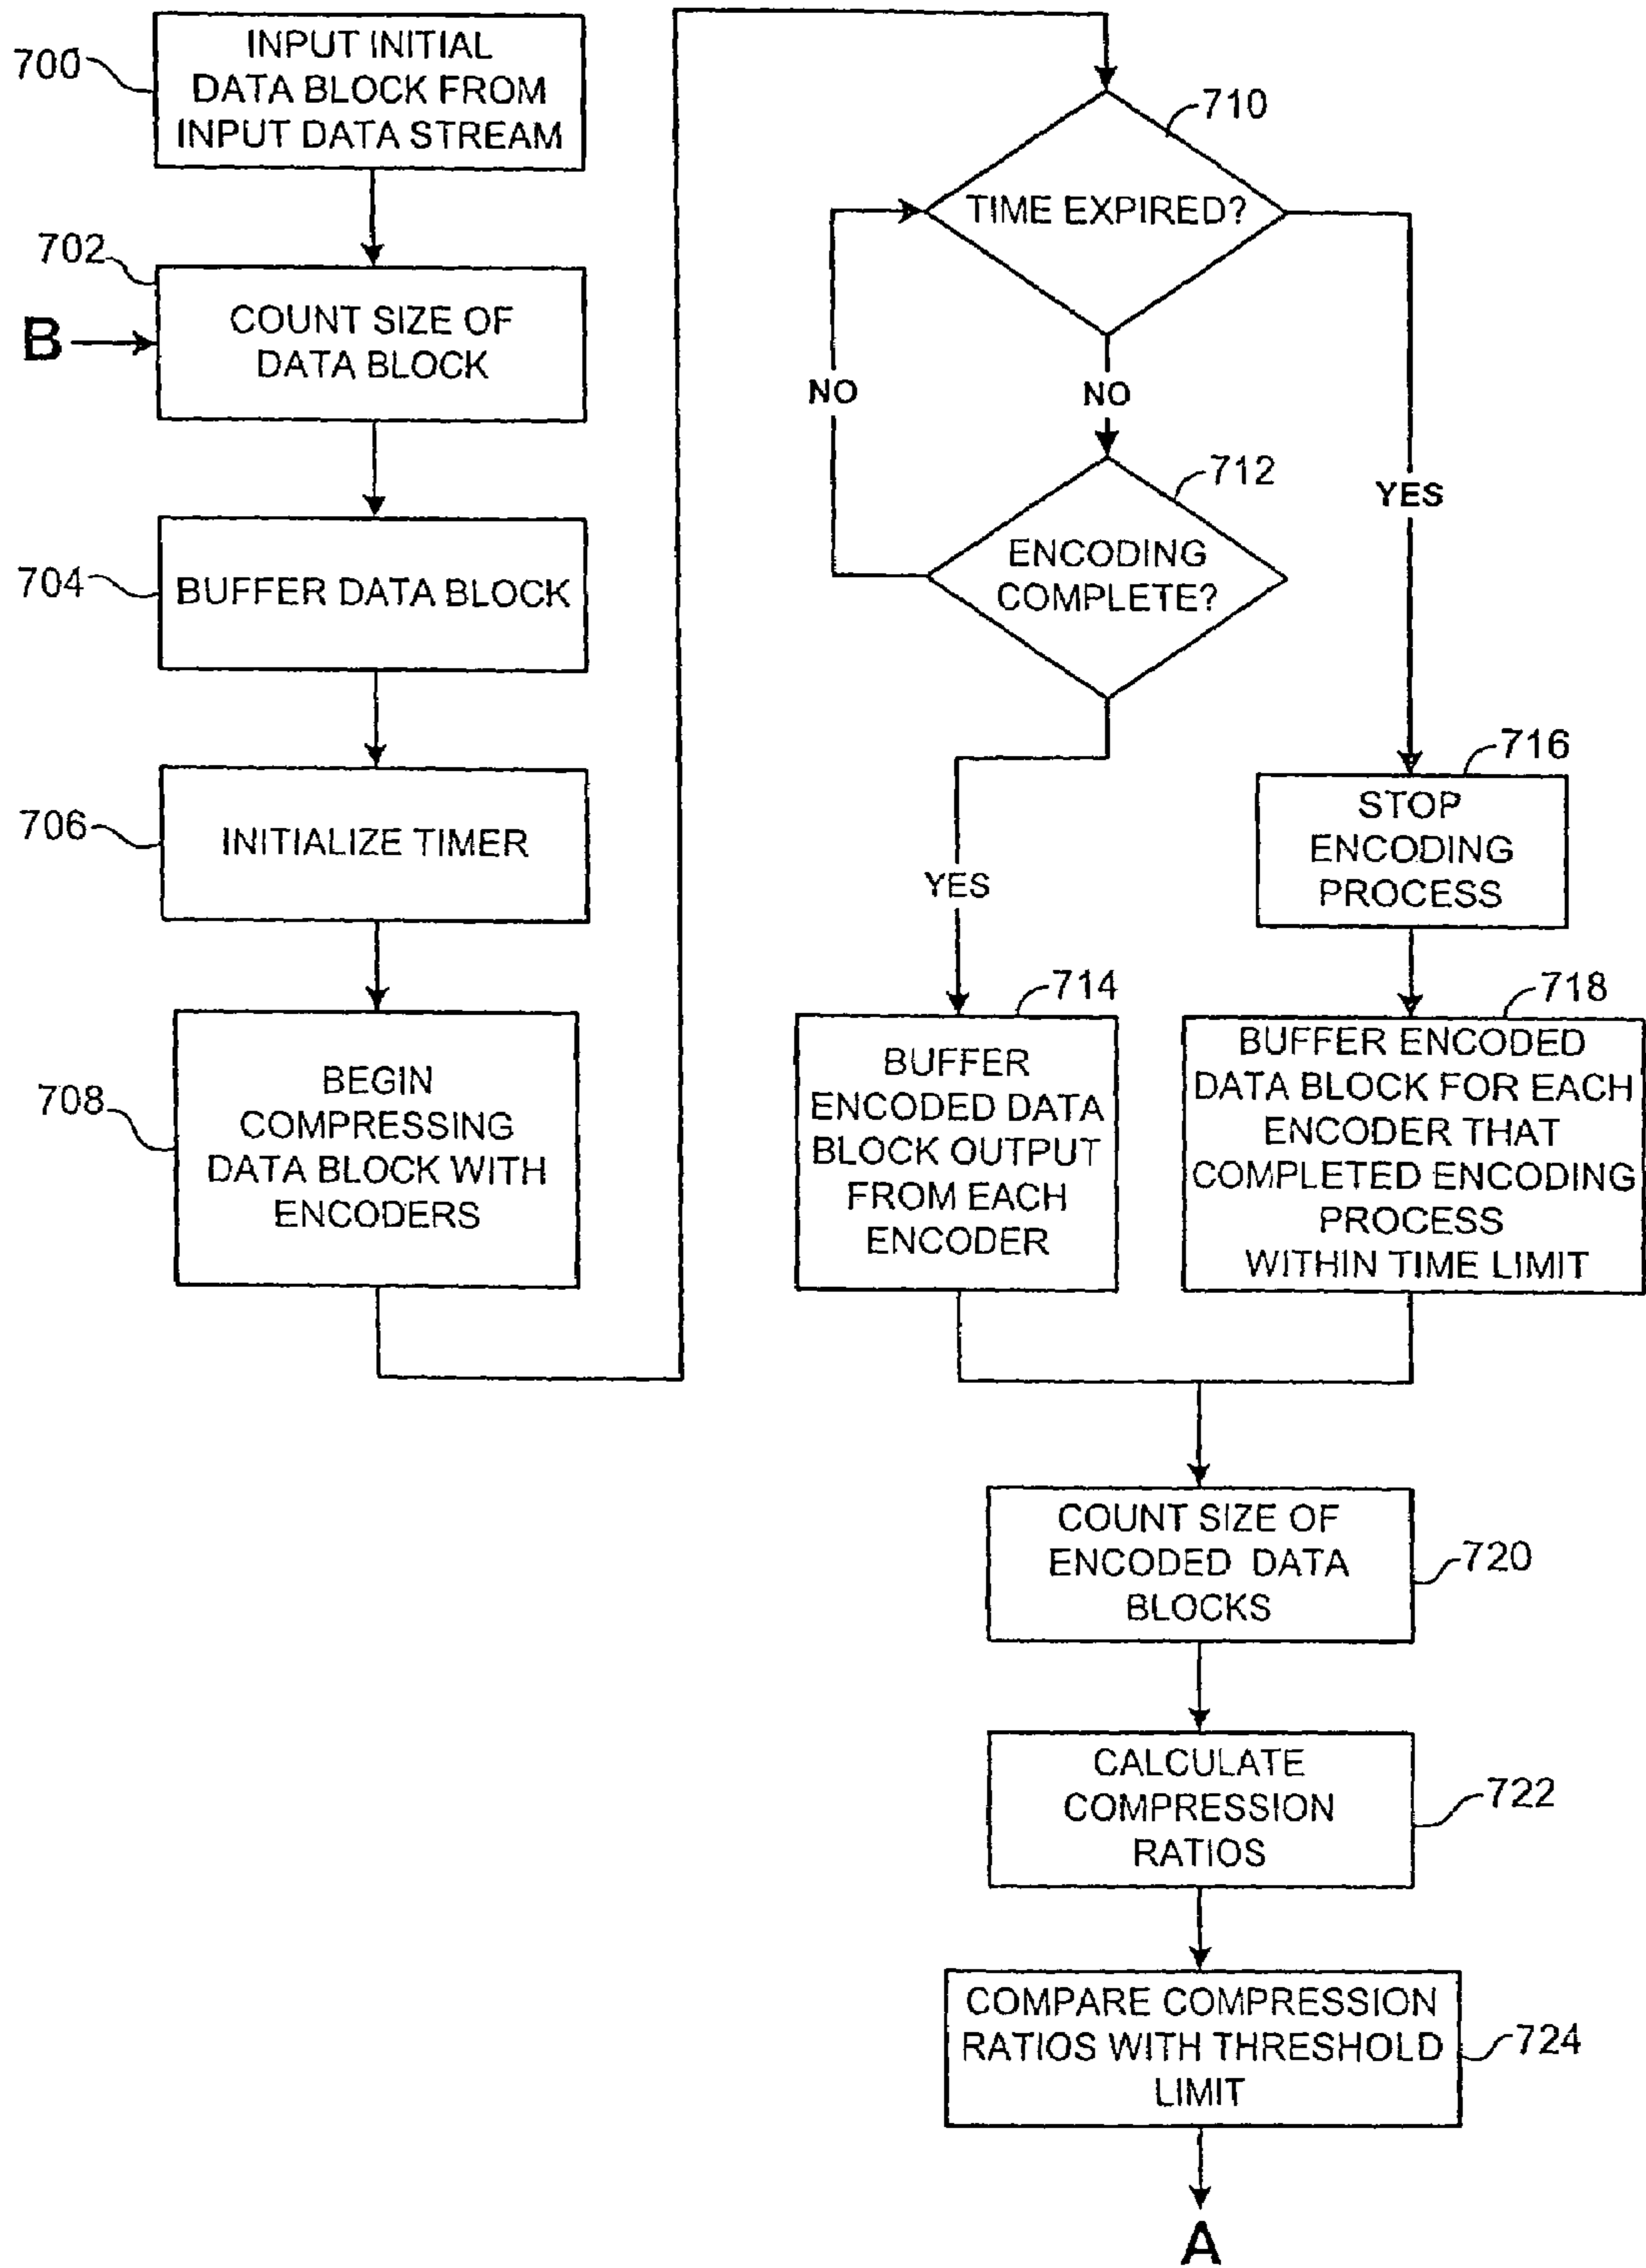 700
INPUT INITIAL
DATA BLOCK FROM
INPUT DATA STREAM
702
B
COUNT SIZE OF
DATA BLOCK
704
BUFFER DATA BLOCK
706
INITIALIZE TIMER
708
BEGIN
COMPRESSING
DATA BLOCK WITH
ENCODERS
710
TIME EXPIRED?
NO
NO
YES
712
ENCODING
COMPLETE?
YES
716
STOP
ENCODING
PROCESS
714
BUFFER
ENCODED DATA
BLOCK OUTPUT
FROM EACH
ENCODER
718
BUFFER ENCODED
DATA BLOCK FOR EACH
ENCODER THAT
COMPLETED ENCODING
PROCESS
WITHIN TIME LIMIT
COUNT SIZE OF
ENCODED DATA
BLOCKS
720
CALCULATE
COMPRESSION
RATIOS
722
COMPARE COMPRESSION
RATIOS WITH THRESHOLD
LIMIT
724
A